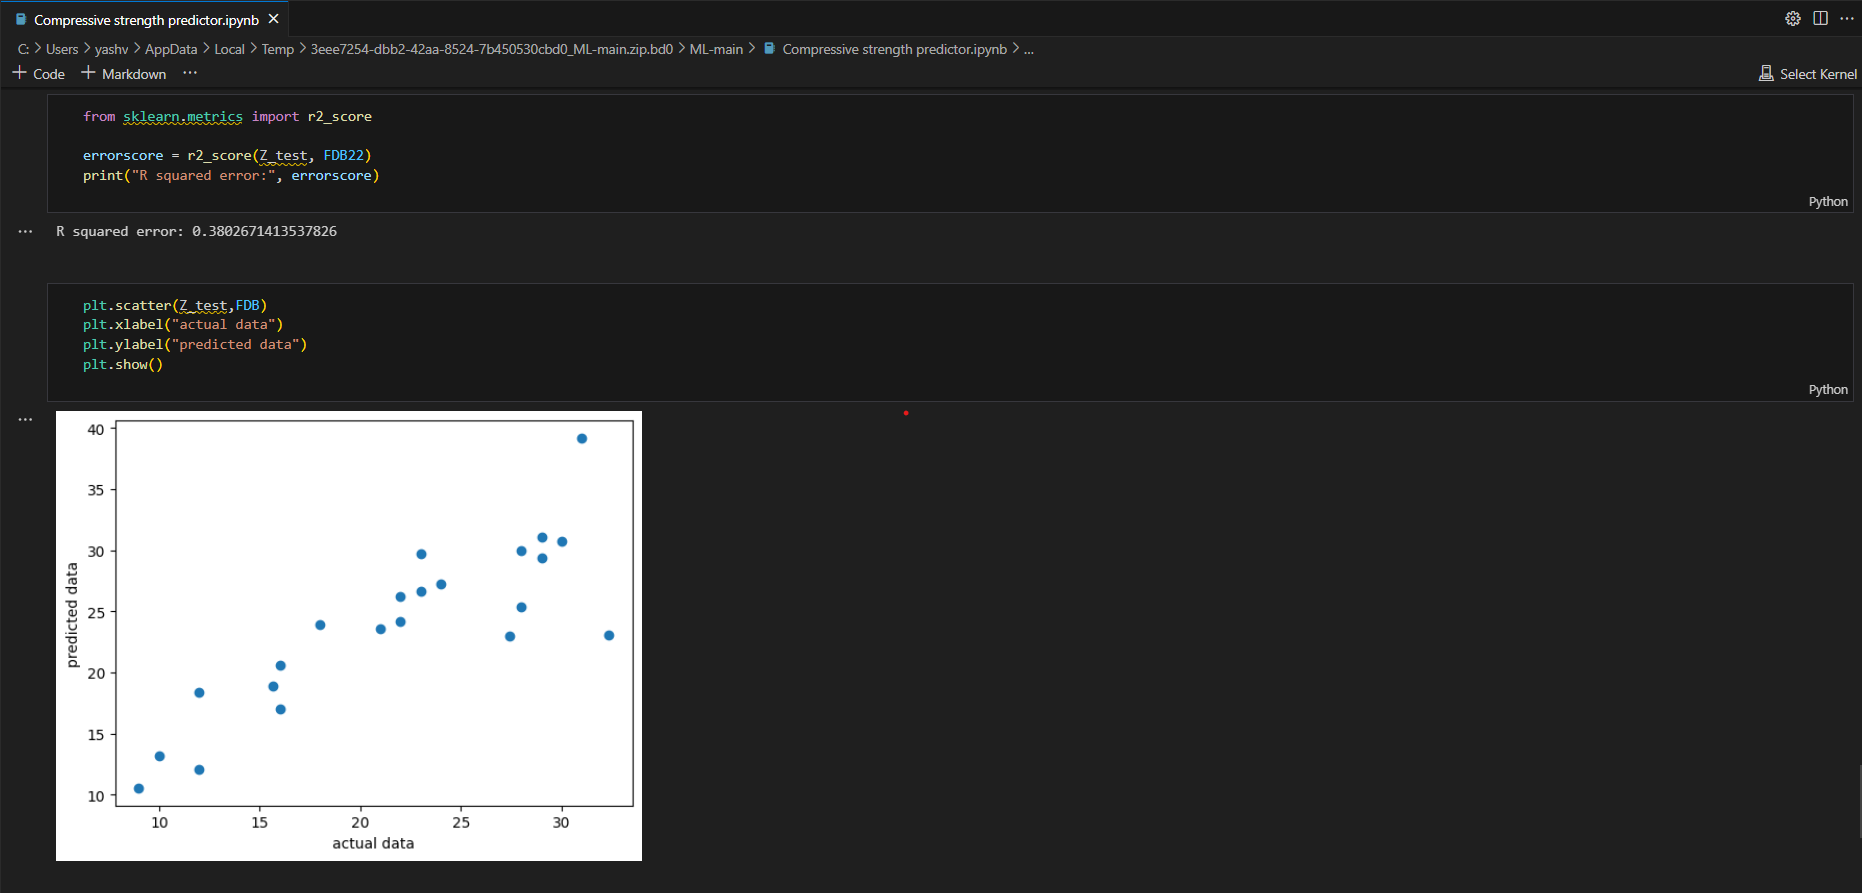 Compressive strength predictor.ipynb
C: > Users > yashv > AppData > Local > Temp > 3eee7254-dbb2-42aa-8524-7b450530cbd0_ML-main.zip.bd0 > ML-main > Compressive strength predictor.ipynb > ...
+ Code + Markdown ...
Select Kernel
from sklearn.metrics import r2_score
errorscore = r2_score(Z_test, FDB22)
print("R squared error:", errorscore)
Python
R squared error: 0.3802671413537826
plt.scatter(Z_test,FDB)
plt.xlabel("actual data")
plt.ylabel("predicted data")
plt.show()
Python
40
35
30
25
20
15
10
predicted data
10 15 20 25 30
actual data